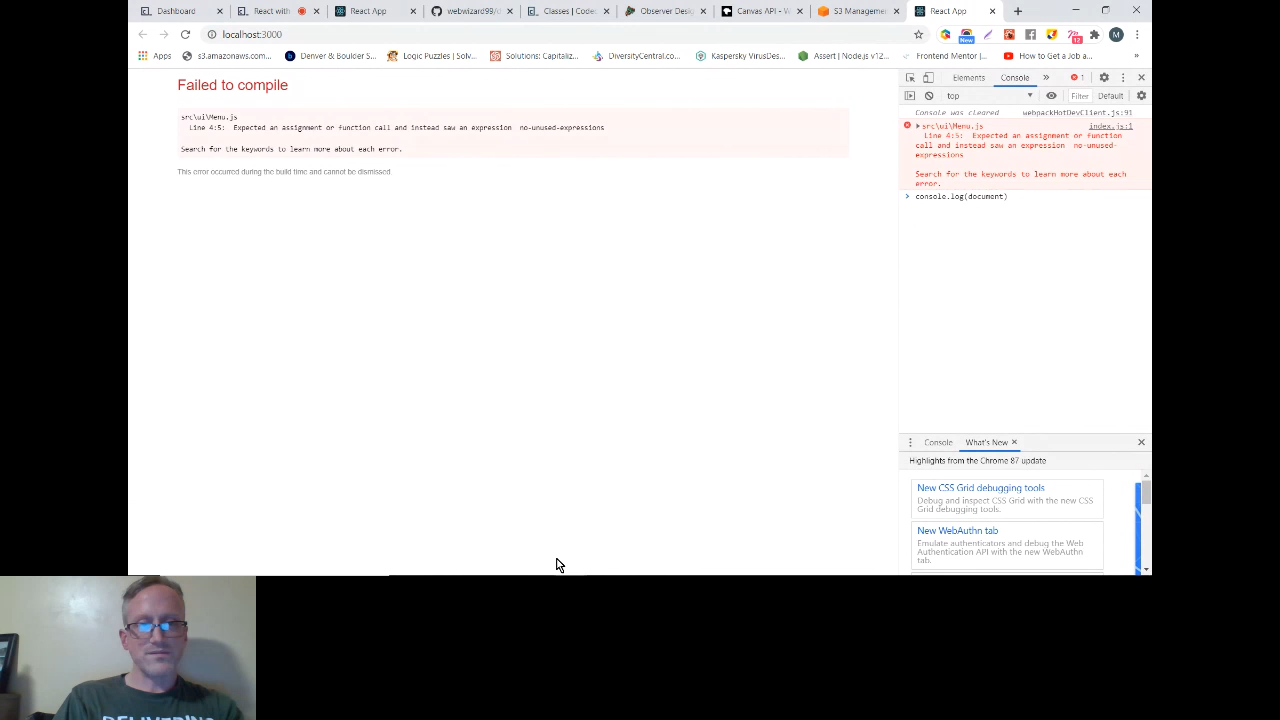 Dashboard
React with
React App
webwizard99/d
Classes | Codec
Observer Desig
Canvas API - We
S3 Management
React App
localhost:3000
New
12
M
Apps
s3.amazonaws.com...
Denver & Boulder S...
Logic Puzzles | Solv...
Solutions: Capitaliz...
DiversityCentral.co...
Kaspersky VirusDes...
Assert | Node.js v12...
Frontend Mentor |...
How to Get a Job a...
»
Failed to compile
src\ui\Menu.js
Line 4:5: Expected an assignment or function call and instead saw an expression no-unused-expressions
Search for the keywords to learn more about each error.
This error occurred during the build time and cannot be dismissed.
Elements Console » 1
top Filter Default
Console was cleared webpackHotDevClient.js:91
src\ui\Menu.js index.js:1
Line 4:5: Expected an assignment or function
call and instead saw an expression no-unused-
expressions
Search for the keywords to learn more about each
error.
> console.log(document)
Console What's New
Highlights from the Chrome 87 update
New CSS Grid debugging tools
Debug and inspect CSS Grid with the new CSS
Grid debugging tools.
New WebAuthn tab
Emulate authenticators and debug the Web
Authentication API with the new WebAuthn
tab.
DELIVERING